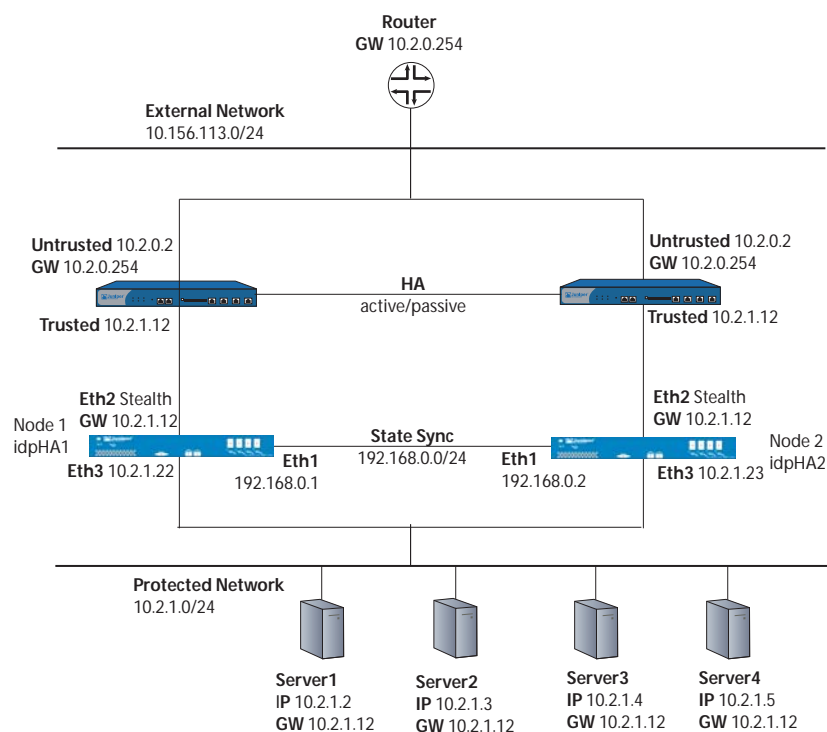 Router
GW 10.2.0.254
External Network
10.156.113.0/24
Untrusted 10.2.0.2
GW 10.2.0.254
Trusted 10.2.1.12
HA
active/passive
Untrusted 10.2.0.2
GW 10.2.0.254
Trusted 10.2.1.12
Eth2 Stealth
GW 10.2.1.12
Node 1
idpHA1
Eth3 10.2.1.22
State Sync
192.168.0.0/24
Eth1
192.168.0.1
Eth1
192.168.0.2
Eth2 Stealth
GW 10.2.1.12
Node 2
idpHA2
Eth3 10.2.1.23
Protected Network
10.2.1.0/24
Server1
IP 10.2.1.2
GW 10.2.1.12
Server2
IP 10.2.1.3
GW 10.2.1.12
Server3
IP 10.2.1.4
GW 10.2.1.12
Server4
IP 10.2.1.5
GW 10.2.1.12